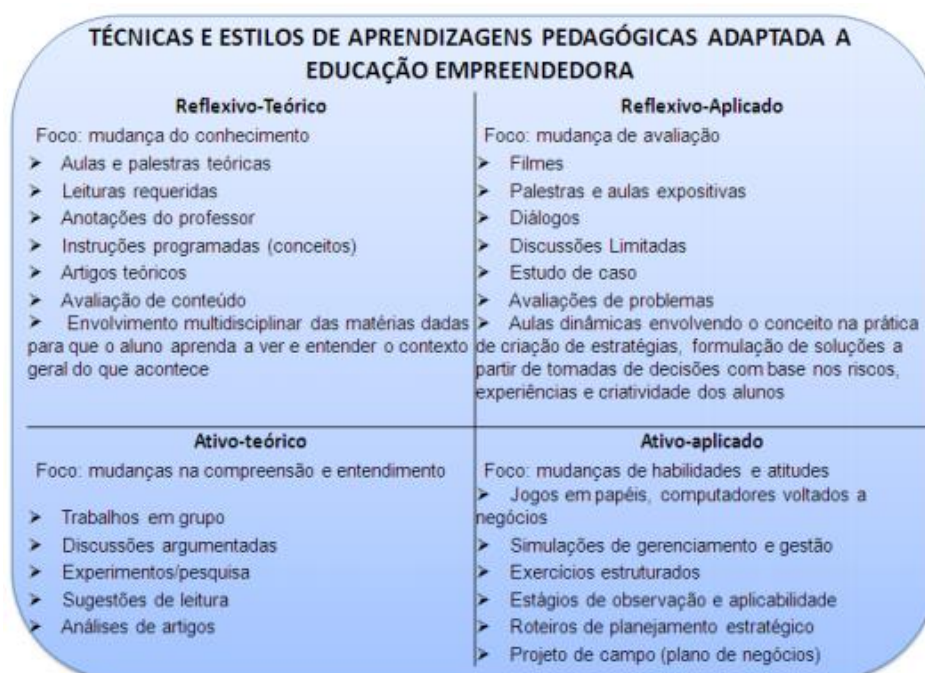 TÉCNICAS E ESTILOS DE APRENDIZAGENS PEDAGÓGICAS ADAPTADA A
EDUCAÇÃO EMPREENDEDORA
Reflexivo-Teórico
Foco: mudança do conhecimento
➤ Aulas e palestras teóricas
➤ Leituras requeridas
➤ Anotações do professor
➤ Instruções programadas (conceitos)
➤ Artigos teóricos
➤ Avaliação de conteúdo
➤ Envolvimento multidisciplinar das matérias dadas
para que o aluno aprenda a ver e entender o contexto
geral do que acontece
Reflexivo-Aplicado
Foco: mudança de avaliação
➤ Filmes
➤ Palestras e aulas expositivas
➤ Diálogos
➤ Discussões Limitadas
➤ Estudo de caso
➤ Avaliações de problemas
➤ Aulas dinâmicas envolvendo o conceito na prática
de criação de estratégias, formulação de soluções a
partir de tomadas de decisões com base nos riscos,
experiências e criatividade dos alunos
Ativo-teórico
Foco: mudanças na compreensão e entendimento
➤ Trabalhos em grupo
➤ Discussões argumentadas
➤ Experimentos/pesquisa
➤ Sugestões de leitura
➤ Análises de artigos
Ativo-aplicado
Foco: mudanças de habilidades e atitudes
➤ Jogos em papéis, computadores voltados a
negócios
➤ Simulações de gerenciamento e gestão
➤ Exercícios estruturados
➤ Estágios de observação e aplicabilidade
➤ Roteiros de planejamento estratégico
➤ Projeto de campo (plano de negócios)